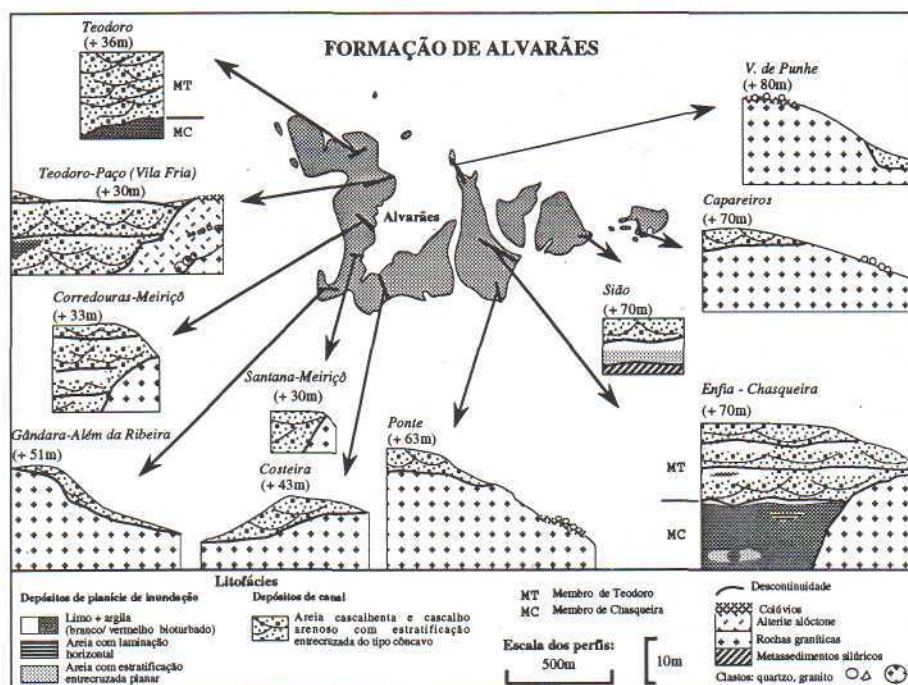 FORMAÇÃO DE ALVARÃES
Teodoro
(+ 36m)
MT
MC
Teodoro-Paço (Vila Fria)
(+ 30m)
Corredouras-Meiriçô
(+ 33m)
Gândara-Além da Ribeira
(+ 51m)
Santana-Meiriçô
(+ 30m)
Costeira
(+ 43m)
Ponte
(+ 63m)
Alvarães
V. de Punhe
(+ 80m)
Capareiros
(+ 70m)
Sião
(+ 70m)
Enfia - Chasqueira
(+ 70m)
MT
MC
Litofácies
Depósitos de planície de inundação
Limo + argila
(branco/ vermelho bioturbado)
Areia com laminação
horizontal
Areia com estratificação
entrecruzada planar
Depósitos de canal
Areia cascalhenta e cascalho
arenoso com estratificação
entrecruzada do tipo côncavo
MT Membro de Teodoro
MC Membro de Chasqueira
Escala dos perfis:
500m
10m
Descontinuidade
Colúvios
Alterite alóctone
Rochas graníticas
Metassedimentos silúricos
Clastos: quartzo, granito